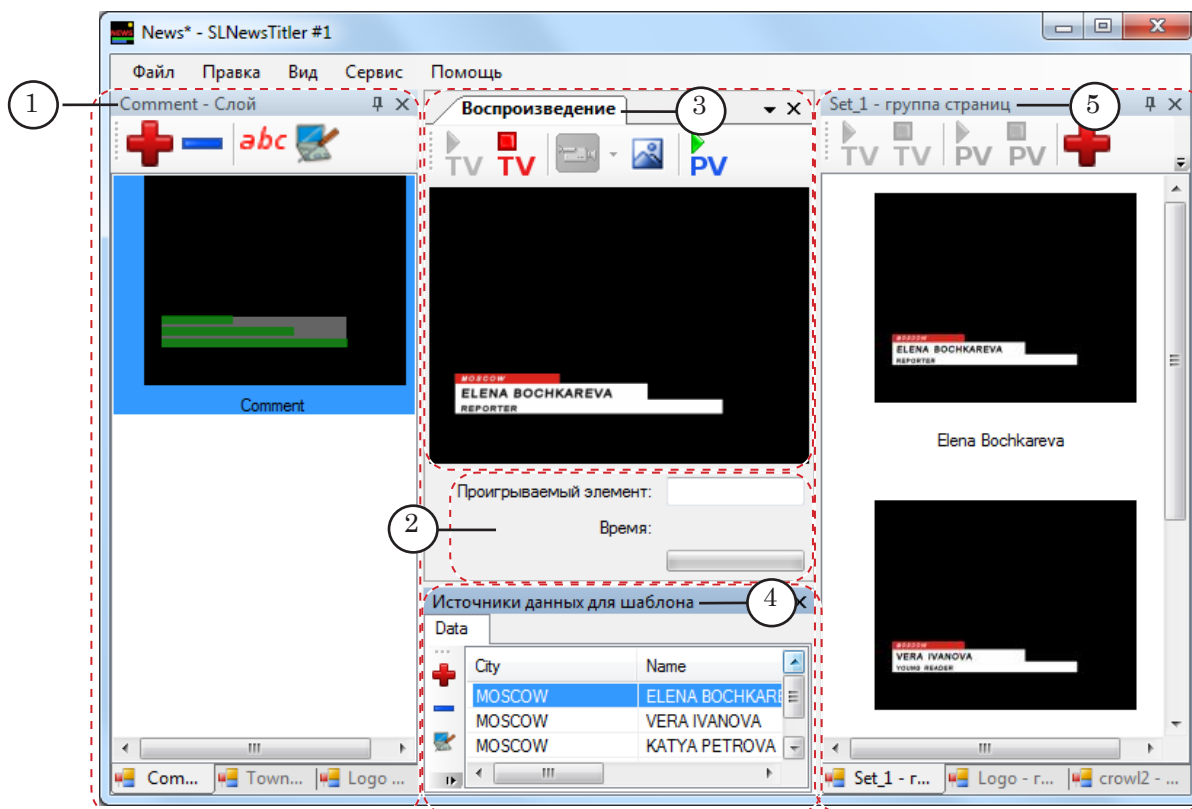 NEWS
News* - SLNewsTitler #1
Файл Правка Вид Сервис Помощь
1
Comment - Слой
abc
Comment
Com... Town... Logo ...
Воспроизведение
3
TV TV PV
MOSCOW
ELENA BOCHKAREVA
REPORTER
2
Проигрываемый элемент:
Время:
Источники данных для шаблона
4
Data
City Name
MOSCOW ELENA BOCHKARE
MOSCOW VERA IVANOVA
MOSCOW KATYA PETROVA
Set_1 - группа страниц
5
TV TV PV PV
MOSCOW
ELENA BOCHKAREVA
REPORTER
Elena Bochkareva
MOSCOW
VERA IVANOVA
YOUNG READER
Set_1 - г... Logo - г... crowl2 - ...